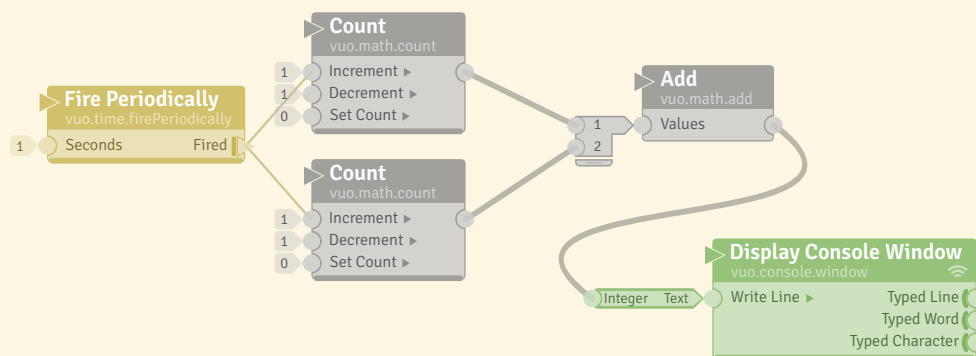 Count
vuo.math.count
1 Increment
1 Decrement
0 Set Count
Fire Periodically
vuo.time.firePeriodically
1 Seconds Fired
Count
vuo.math.count
1 Increment
1 Decrement
0 Set Count
1
2
Add
vuo.math.add
Values
Integer Text
Display Console Window
vuo.console.window
Write Line Typed Line
Typed Word
Typed Character